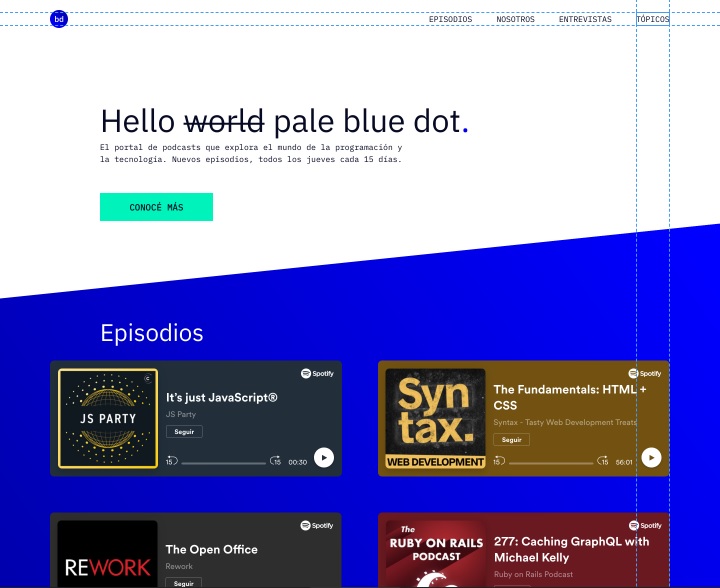 bd
EPISODIOS NOSOTROS ENTREVISTAS TÓPICOS
Hello world pale blue dot.
El portal de podcasts que explora el mundo de la programación y
la tecnologia. Nuevos episodios, todos los jueves cada 15 días.
CONOCÉ MÁS
Episodios
Spotify
JS PARTY
It's just JavaScript®
JS Party
Seguir
15 15 00:30
Spotify
Syn
tax.
WEB DEVELOPMENT
The Fundamentals: HTML +
CSS
Syntax - Tasty Web Development Treats
Seguir
15 15 56:01
Spotify
REWORK
The Open Office
Rework
Seguir
Spotify
The
RUBY ON RAILS
PODCAST
277: Caching GraphQL with
Michael Kelly
Ruby on Rails Podcast